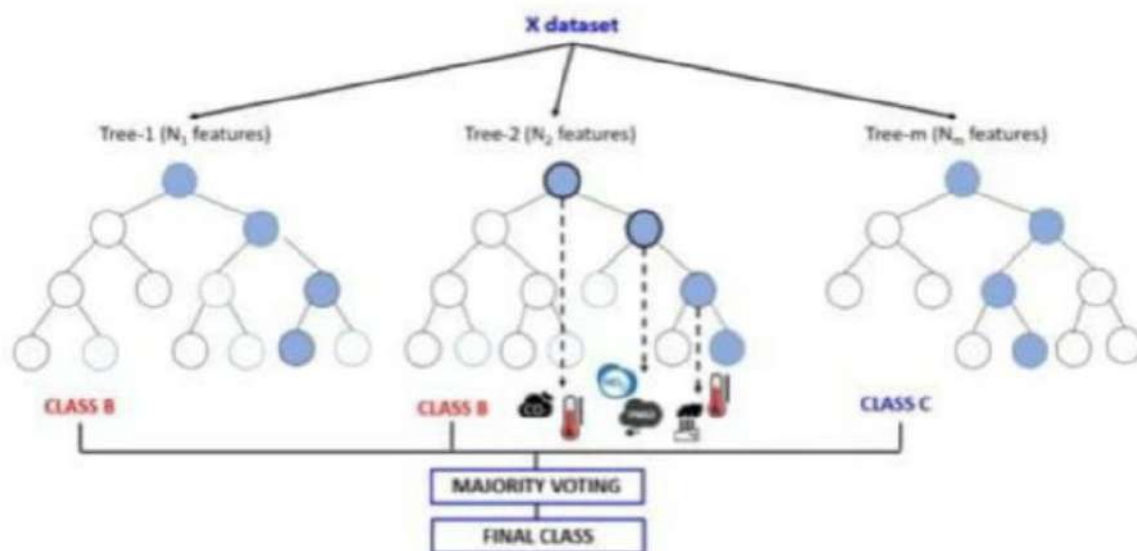 X dataset
Tree-1 (N₁ features)
Tree-2 (N₂ features)
Tree-m (Nₘ features)
CLASS B
CLASS B
CLASS C
MAJORITY VOTING
FINAL CLASS